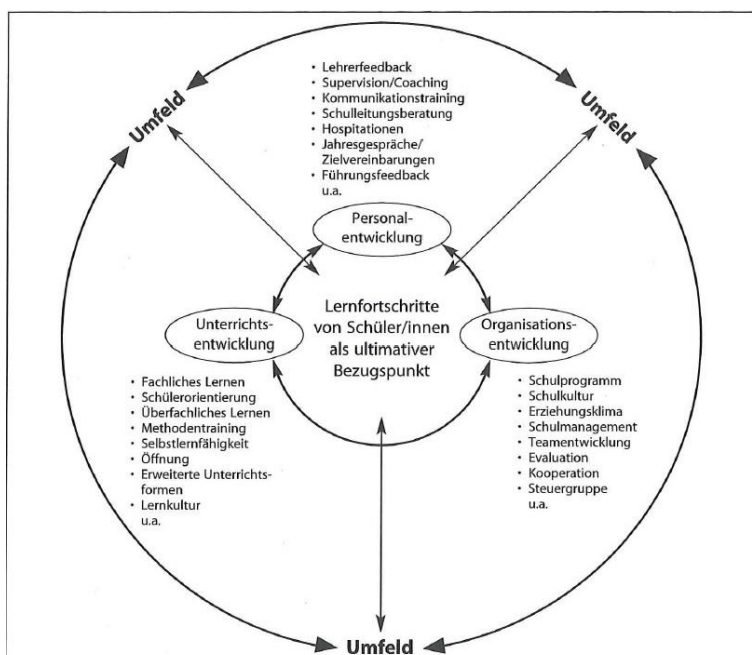 Umfeld
Umfeld
• Lehrerfeedback
• Supervision/Coaching
• Kommunikationstraining
• Schulleitungsberatung
• Hospitationen
• Jahresgespräche/
Zielvereinbarungen
• Führungsfeedback
u.a.
Personal-
entwicklung
Unterrichts-
entwicklung
Lernfortschritte
von Schüler/innen
als ultimativer
Bezugspunkt
Organisations-
entwicklung
• Fachliches Lernen
• Schülerorientierung
• Überfachliches Lernen
• Methodentraining
• Selbstlernfähigkeit
• Öffnung
• Erweiterte Unterrichts-
formen
• Lernkultur
u.a.
• Schulprogramm
• Schulkultur
• Erziehungsklima
• Schulmanagement
• Teamentwicklung
• Evaluation
• Kooperation
• Steuergruppe
u.a.
Umfeld